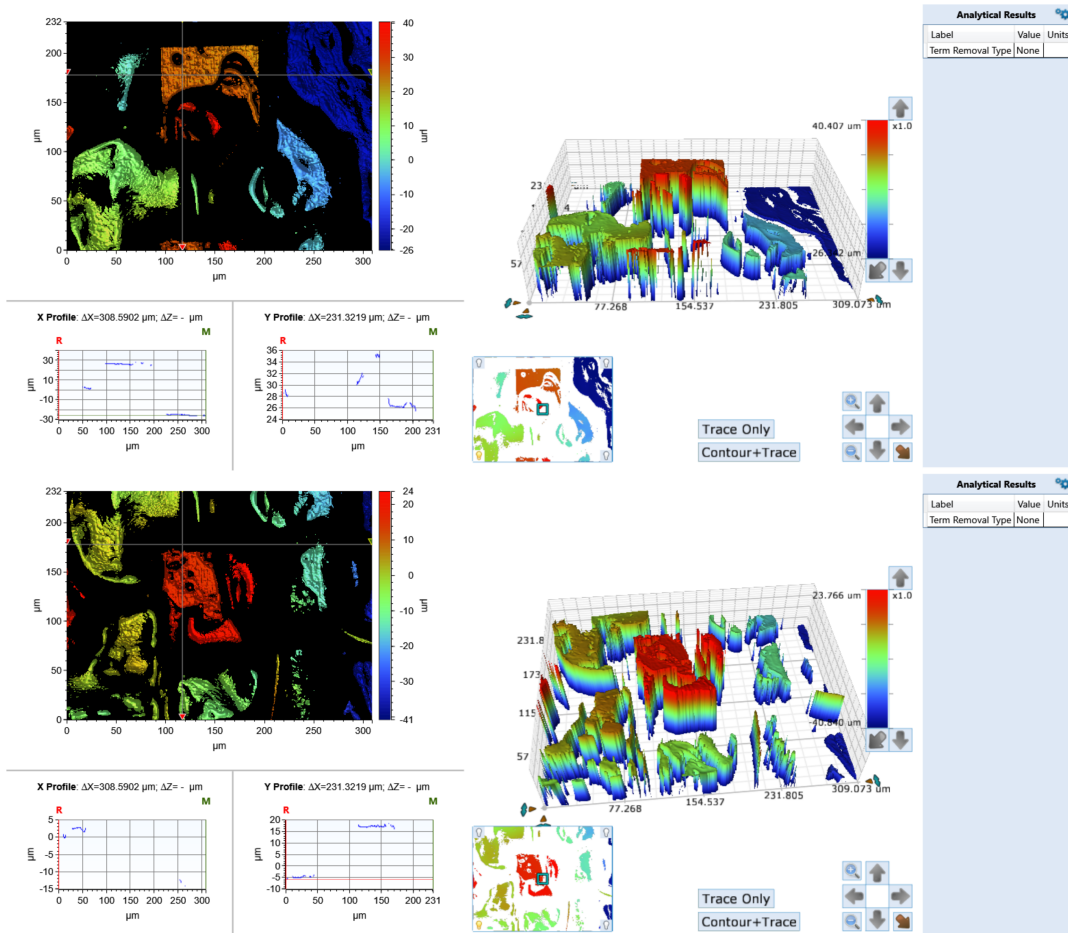 232
200
150
100
50
0
0 50 100 150 200 250 309
µm
µm
40
30
20
10
0
-10
-20
-26
µm
X Profile: ΔX=308.5902 µm; ΔZ= - µm
M
R
30
10
-10
-30
0 50 100 150 200 250 300
µm
µm
Y Profile: ΔX=231.3219 µm; ΔZ= - µm
M
R
36
34
32
30
28
26
24
0 50 100 150 200 231
µm
µm
40.407 um
x1.0
57
77.268
154.537
231.805
309.073 um
Trace Only
Contour+Trace
Analytical Results
Label Value Units
Term Removal Type None
232
200
150
100
50
0
0 50 100 150 200 250 309
µm
µm
24
10
0
-10
-20
-41
µm
X Profile: ΔX=308.5902 µm; ΔZ= - µm
M
R
5
0
-5
-10
-15
0 50 100 150 200 250 300
µm
µm
Y Profile: ΔX=231.3219 µm; ΔZ= - µm
M
R
20
15
10
5
0
-5
-10
0 50 100 150 200 231
µm
µm
23.766 um
x1.0
231.8
173
115
57
-40.840 um
77.268
154.537
231.805
309.073 um
Trace Only
Contour+Trace
Analytical Results
Label Value Units
Term Removal Type None